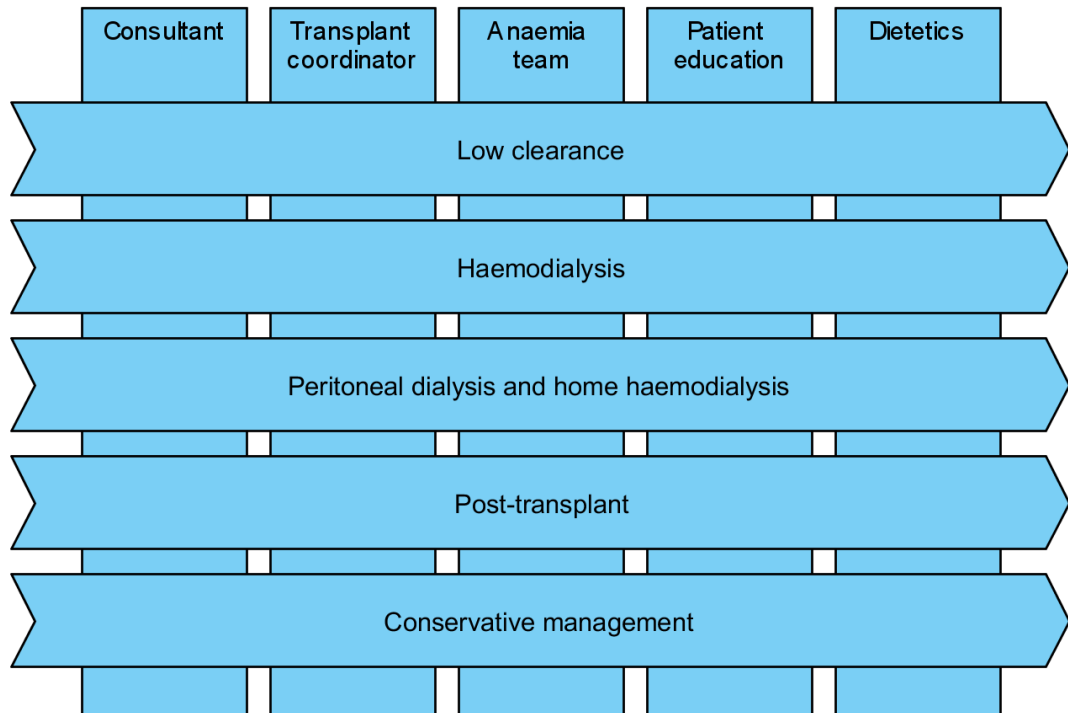 Consultant
Transplant
coordinator
Anaemia
team
Patient
education
Dietetics
Low clearance
Haemodialysis
Peritoneal dialysis and home haemodialysis
Post-transplant
Conservative management